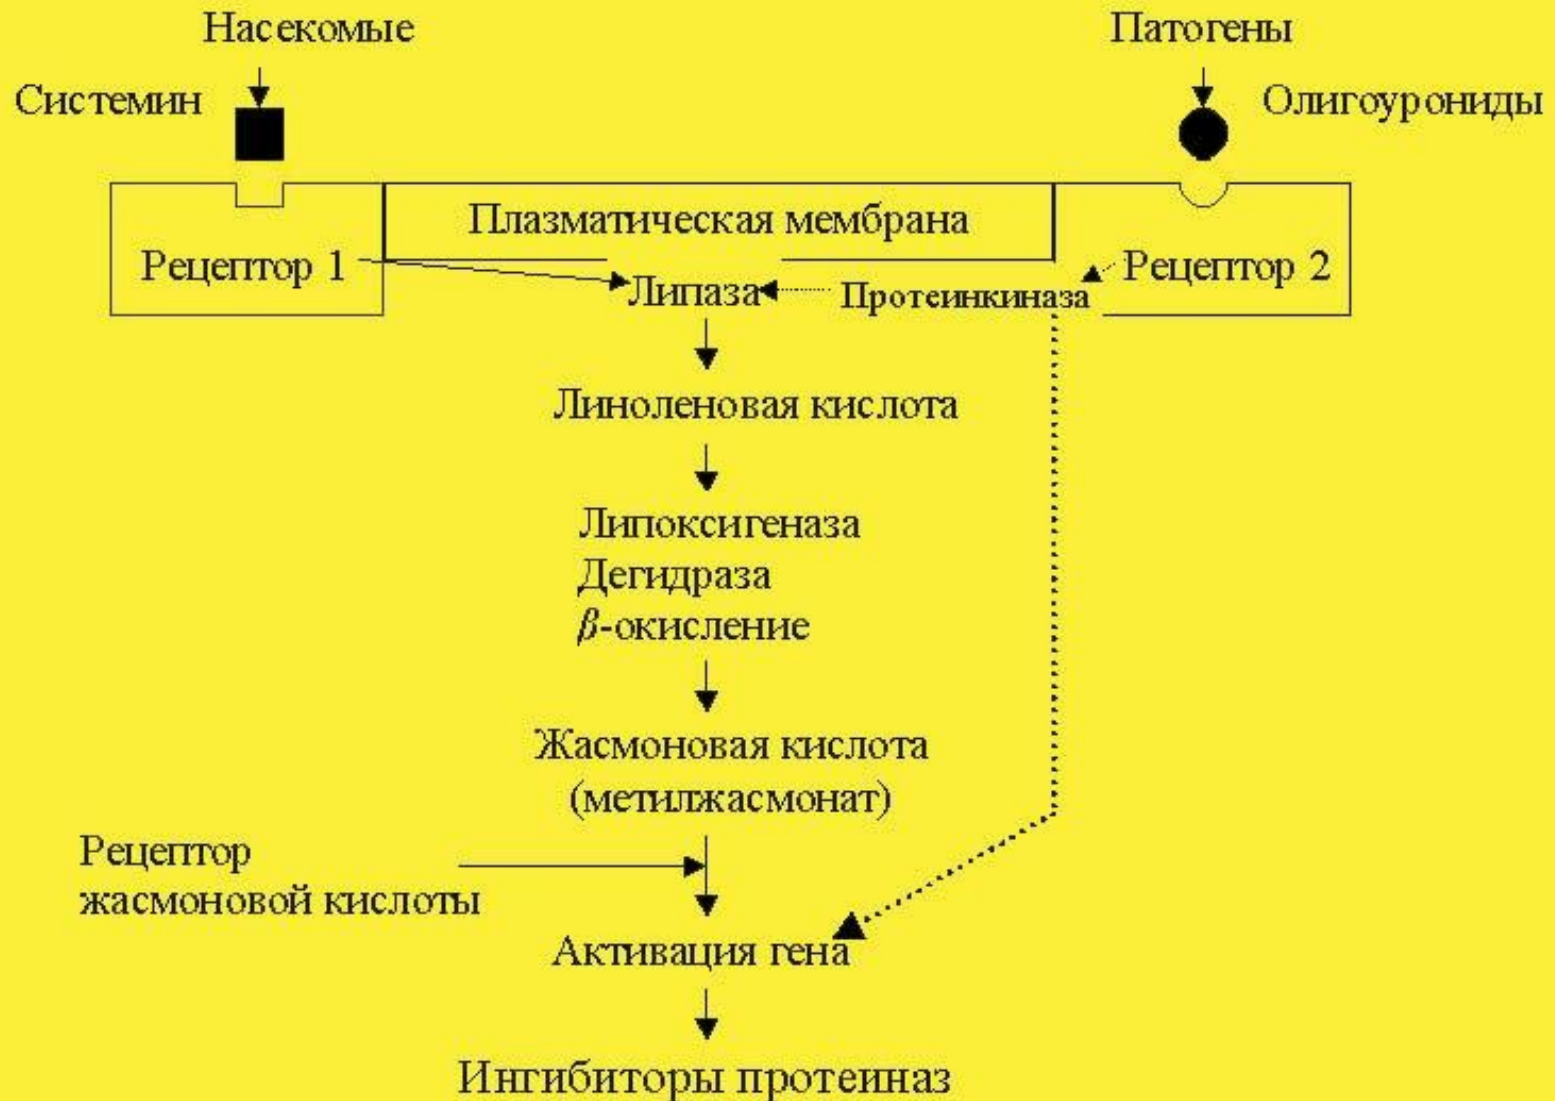 Насекомые
Патогены
Системин
Олигоурониды
Плазматическая мембрана
Рецептор 1
Рецептор 2
Липаза
Протеинкиназа
Линоленовая кислота
Липоксигеназа
Дегидраза
β-окисление
Жасмоновая кислота
(метилжасмонат)
Рецептор
жасмоновой кислоты
Активация гена
Ингибиторы протеиназ